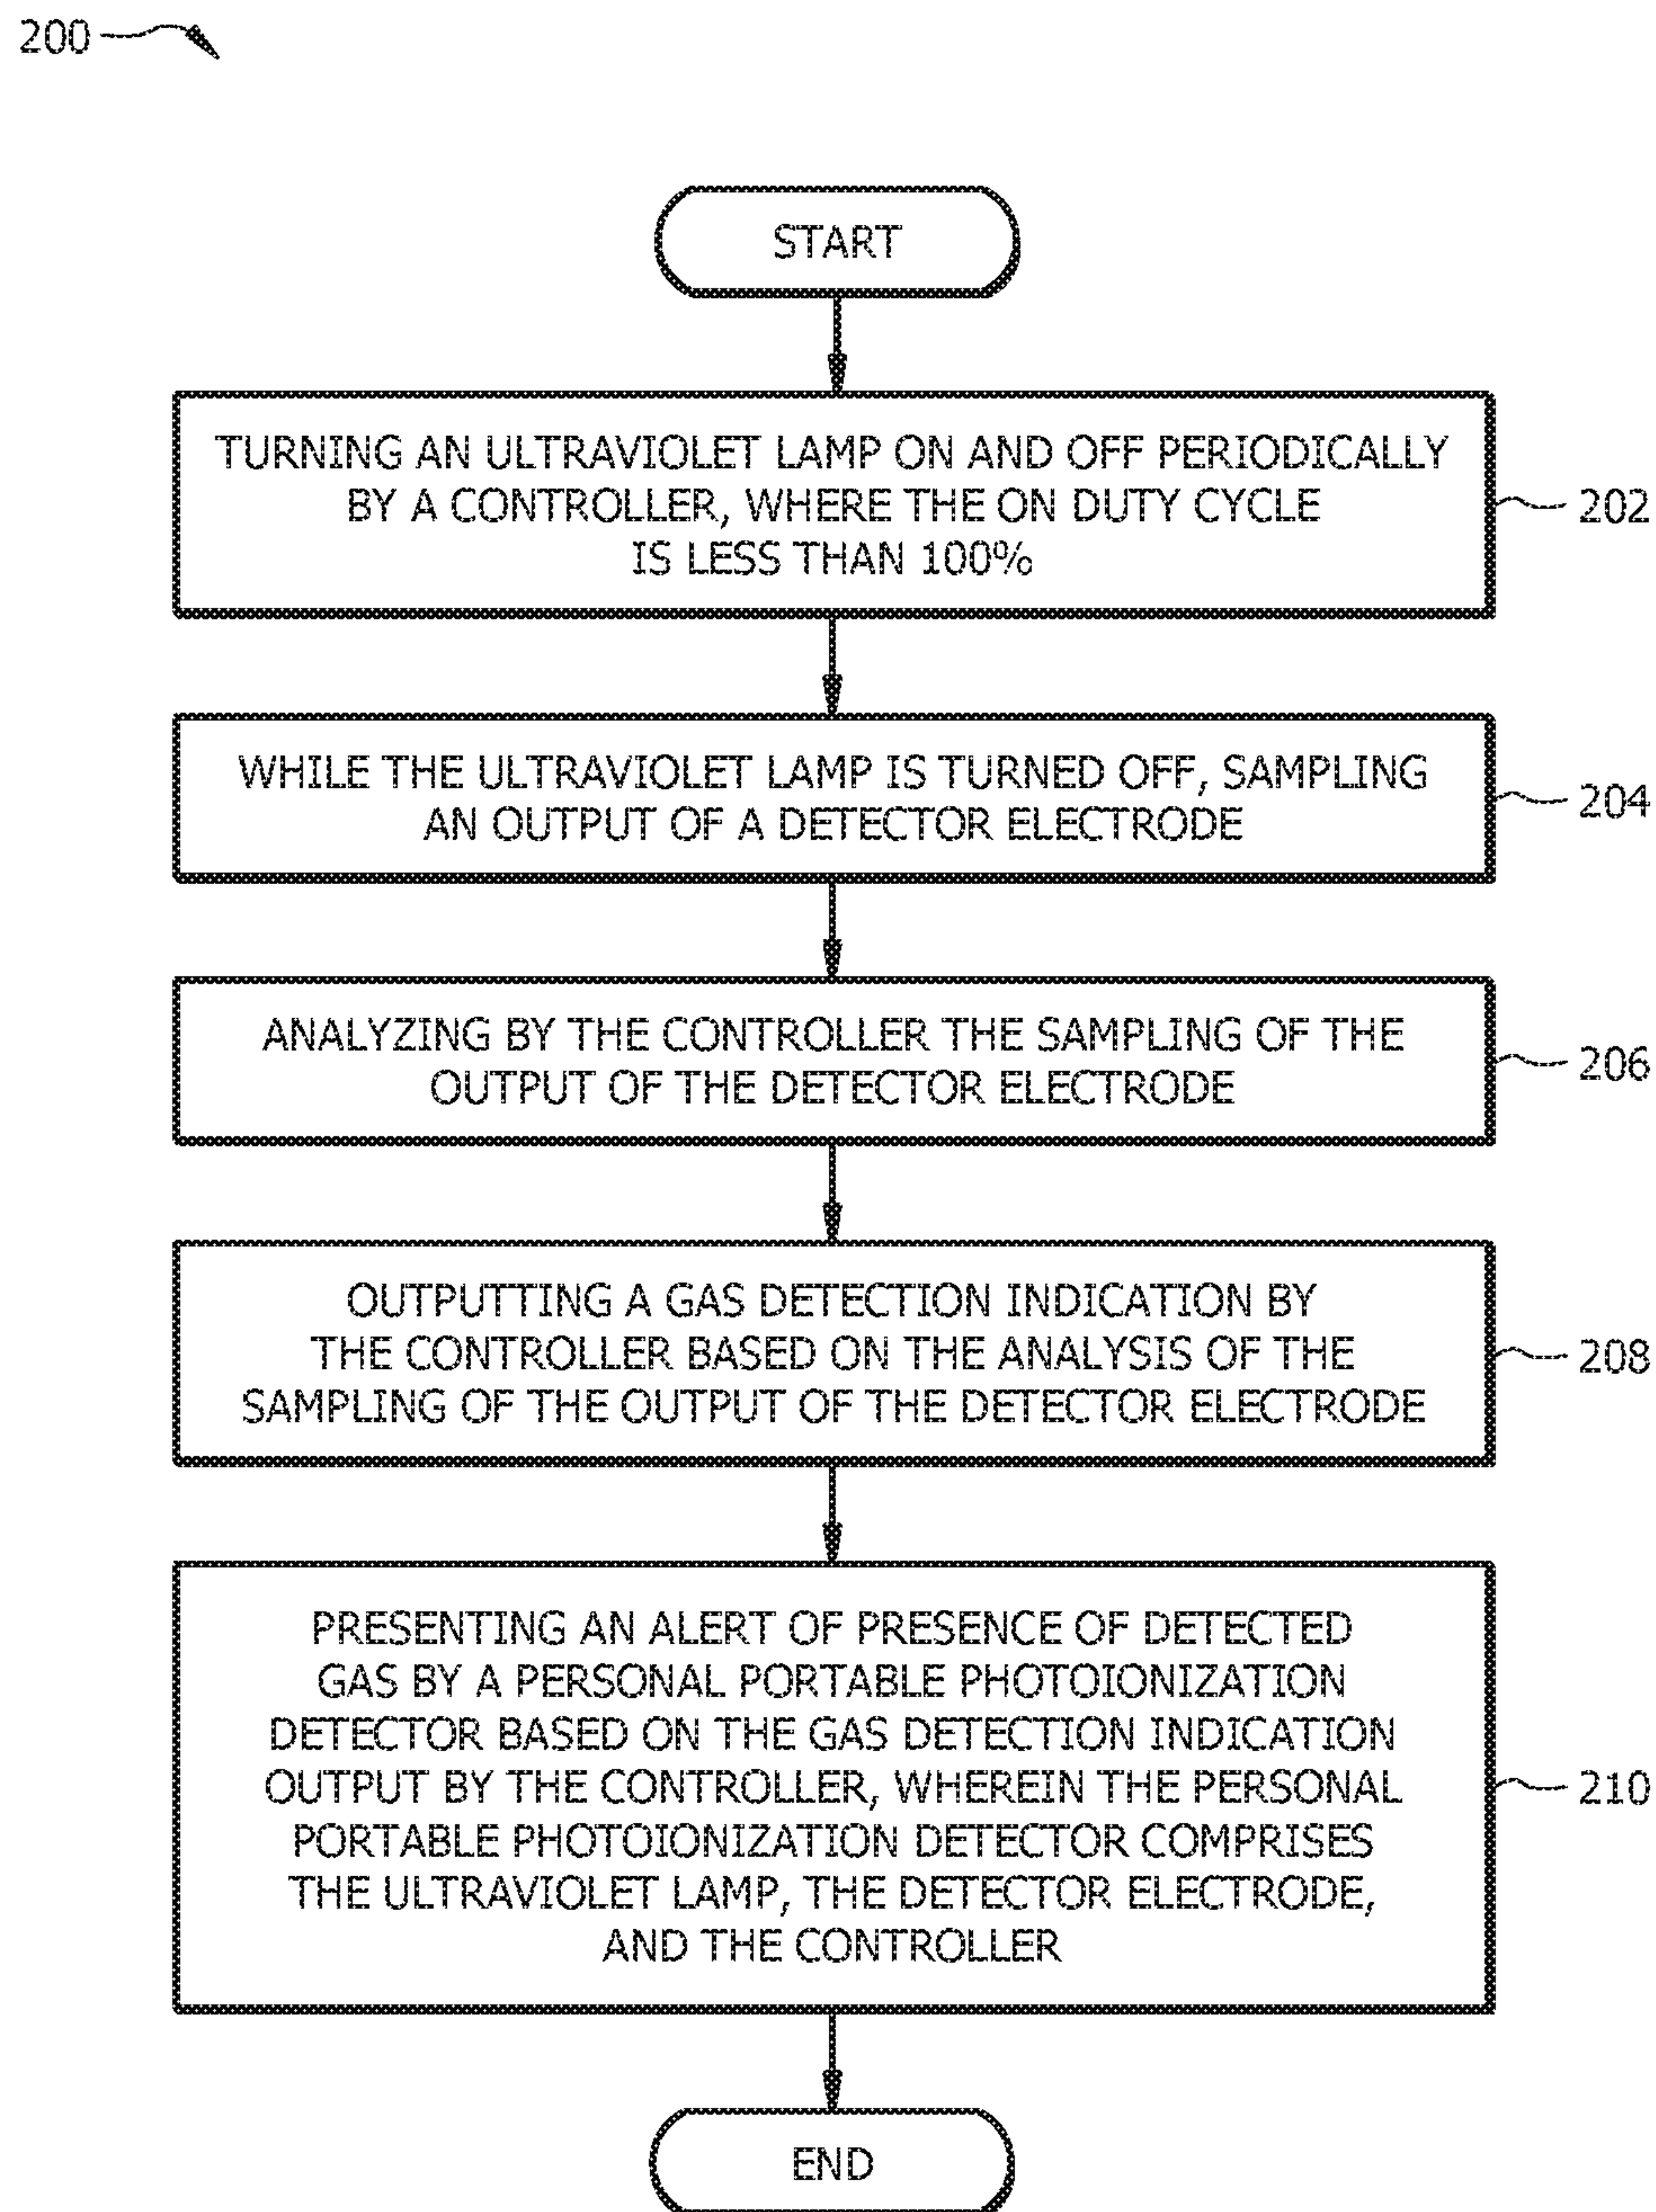 200
START
TURNING AN ULTRAVIOLET LAMP ON AND OFF PERIODICALLY
BY A CONTROLLER, WHERE THE ON DUTY CYCLE
IS LESS THAN 100%
202
WHILE THE ULTRAVIOLET LAMP IS TURNED OFF, SAMPLING
AN OUTPUT OF A DETECTOR ELECTRODE
204
ANALYZING BY THE CONTROLLER THE SAMPLING OF THE
OUTPUT OF THE DETECTOR ELECTRODE
206
OUTPUTTING A GAS DETECTION INDICATION BY
THE CONTROLLER BASED ON THE ANALYSIS OF THE
SAMPLING OF THE OUTPUT OF THE DETECTOR ELECTRODE
208
PRESENTING AN ALERT OF PRESENCE OF DETECTED
GAS BY A PERSONAL PORTABLE PHOTOIONIZATION
DETECTOR BASED ON THE GAS DETECTION INDICATION
OUTPUT BY THE CONTROLLER, WHEREIN THE PERSONAL
PORTABLE PHOTOIONIZATION DETECTOR COMPRISES
THE ULTRAVIOLET LAMP, THE DETECTOR ELECTRODE,
AND THE CONTROLLER
210
END